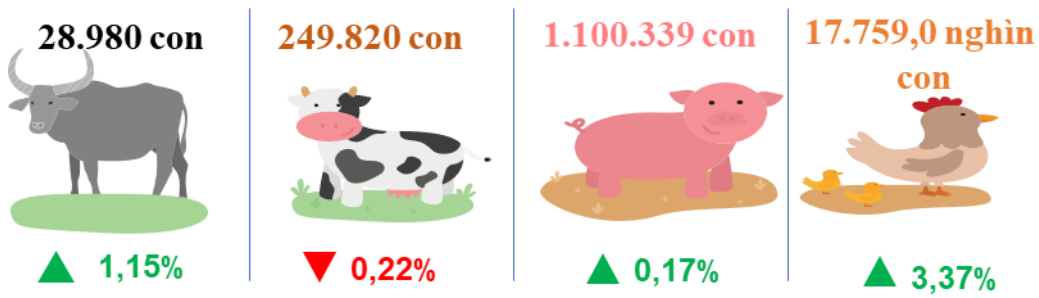 28.980 con
249.820 con
1.100.339 con
17.759,0 nghìn
con
1,15%
0,22%
0,17%
3,37%